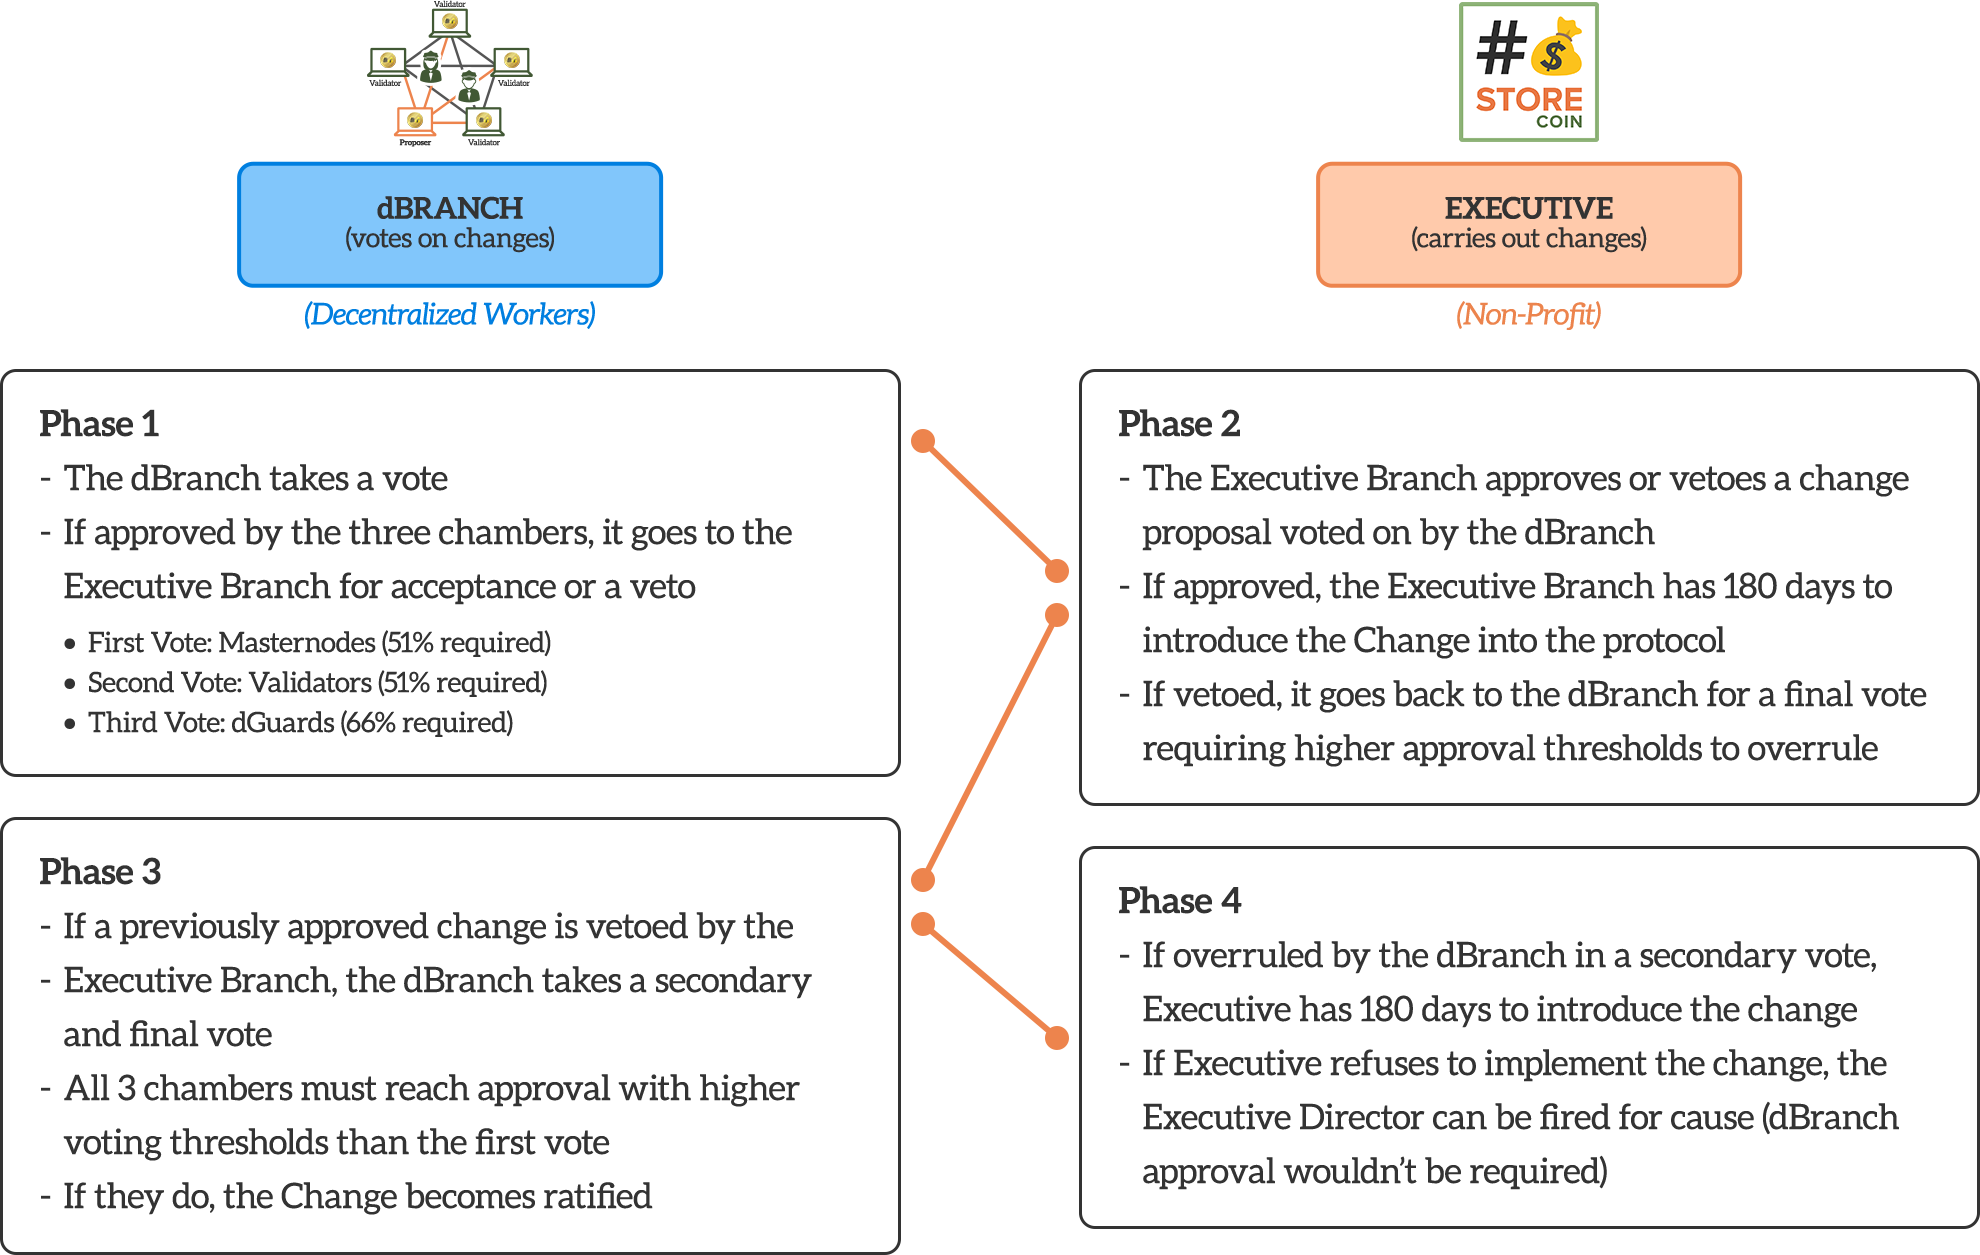 Validator
Validator
Validator
Proposer
Validator
#💰
$
STORE
COIN
dBRANCH
(votes on changes)
(Decentralized Workers)
EXECUTIVE
(carries out changes)
(Non-Profit)
Phase 1
- The dBranch takes a vote
- If approved by the three chambers, it goes to the
Executive Branch for acceptance or a veto
• First Vote: Masternodes (51% required)
• Second Vote: Validators (51% required)
• Third Vote: dGuards (66% required)
Phase 2
- The Executive Branch approves or vetoes a change
proposal voted on by the dBranch
- If approved, the Executive Branch has 180 days to
introduce the Change into the protocol
- If vetoed, it goes back to the dBranch for a final vote
requiring higher approval thresholds to overrule
Phase 3
- If a previously approved change is vetoed by the
- Executive Branch, the dBranch takes a secondary
and final vote
- All 3 chambers must reach approval with higher
voting thresholds than the first vote
- If they do, the Change becomes ratified
Phase 4
- If overruled by the dBranch in a secondary vote,
Executive has 180 days to introduce the change
- If Executive refuses to implement the change, the
Executive Director can be fired for cause (dBranch
approval wouldn't be required)